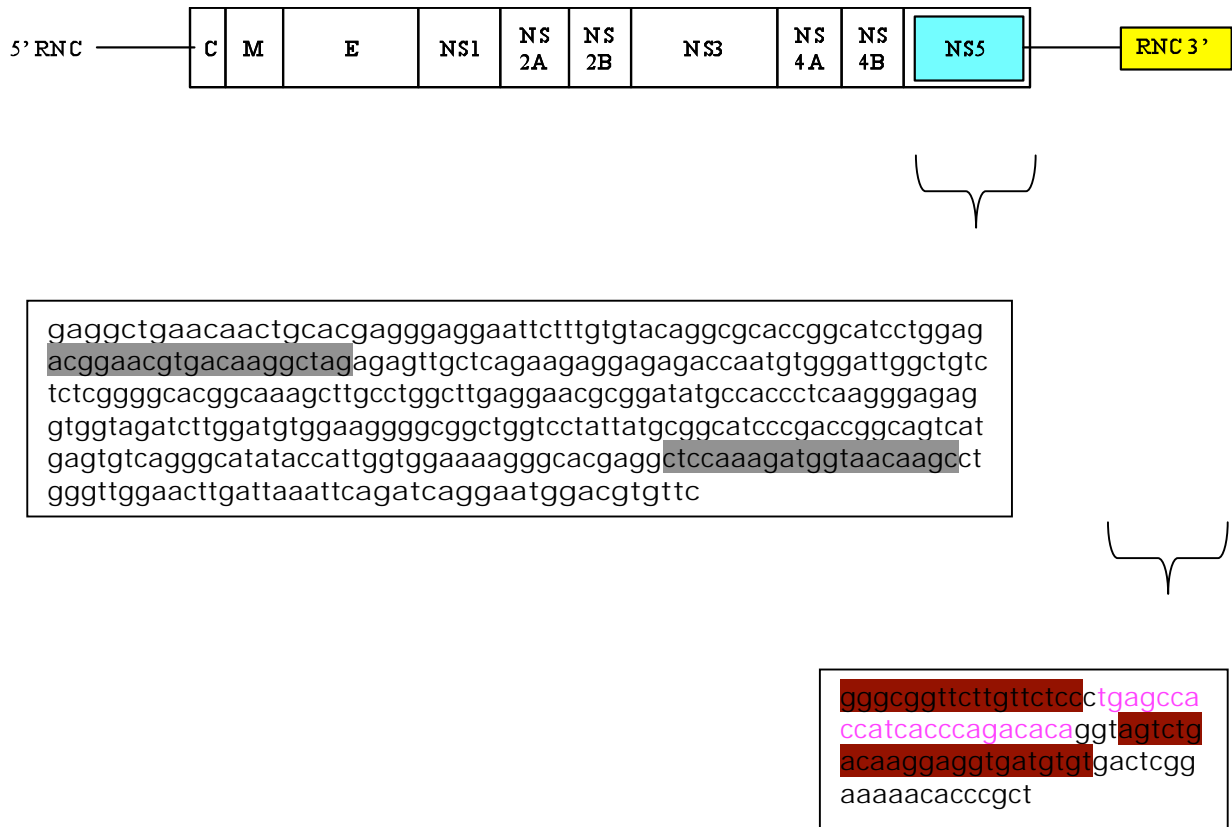 5’ RNC C M E NS1 NS 2A NS 2B NS3 NS 4A NS 4B NS5 RNC 3’
gaggctgaacaactgcacgagggaggaattctttgtgtacaggcgcaccggcatcctggag
acggaacgtgacaaggctagagagttgctcagaagaggagagaccaatgtgggattggctgtc
tctcggggcacggcaaagcttgcctggcttgaggaacgcggatatgccaccctcaagggagag
gtggtagatcttggatgtggaaggggcggctggtcctattatgcggcatcccgaccggcagtcat
gagtgtcagggcatataccattggtggaaaagggcacgaggctccaaagatggtaacaagcct
gggttggaacttgattaaattcagatcaggaatggacgtgttc
gggcggttcttgttctccctgagcca
ccatcacccagacacaggtagtctg
acaaggaggtgatgtgtgactcgg
aaaaacacccgct